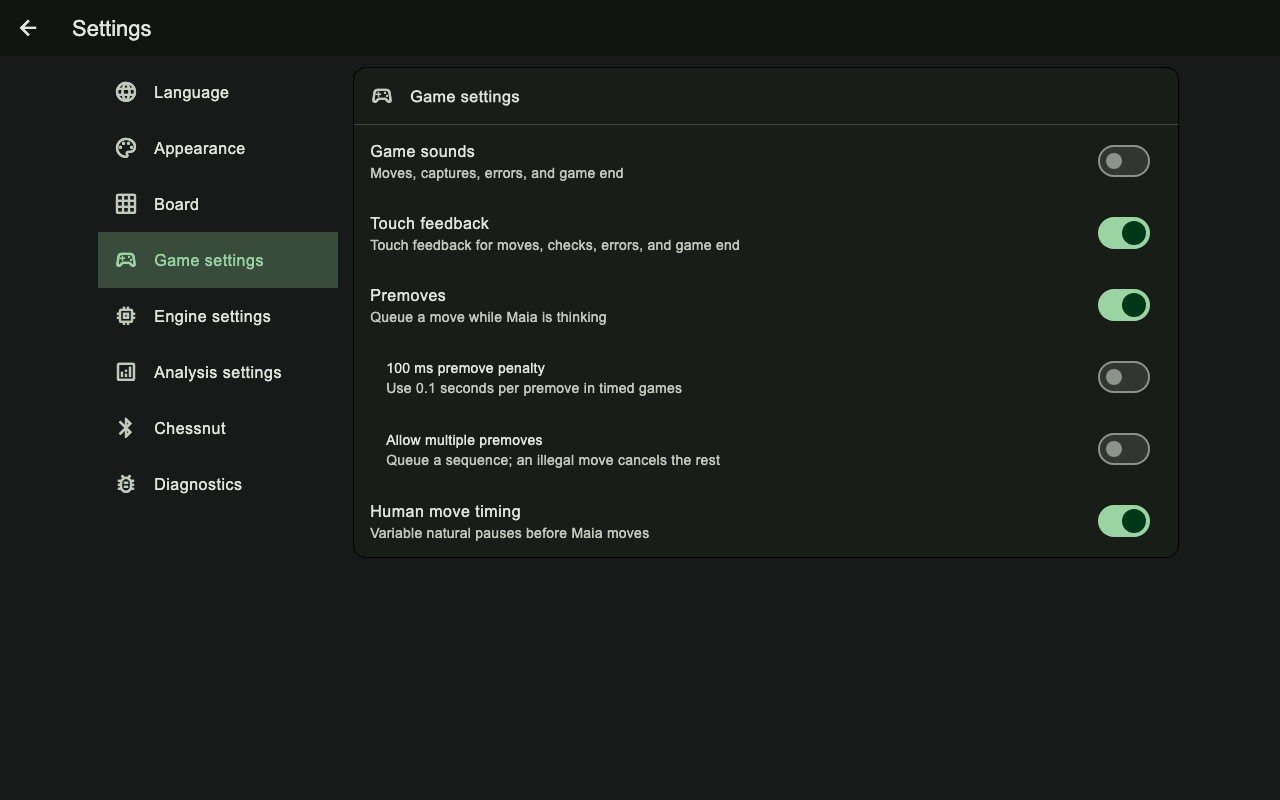 Settings
Language
Appearance
Board
Game settings
Engine settings
Analysis settings
Chessnut
Diagnostics
Game settings
Game sounds
Moves, captures, errors, and game end
Touch feedback
Touch feedback for moves, checks, errors, and game end
Premoves
Queue a move while Maia is thinking
100 ms premove penalty
Use 0.1 seconds per premove in timed games
Allow multiple premoves
Queue a sequence; an illegal move cancels the rest
Human move timing
Variable natural pauses before Maia moves